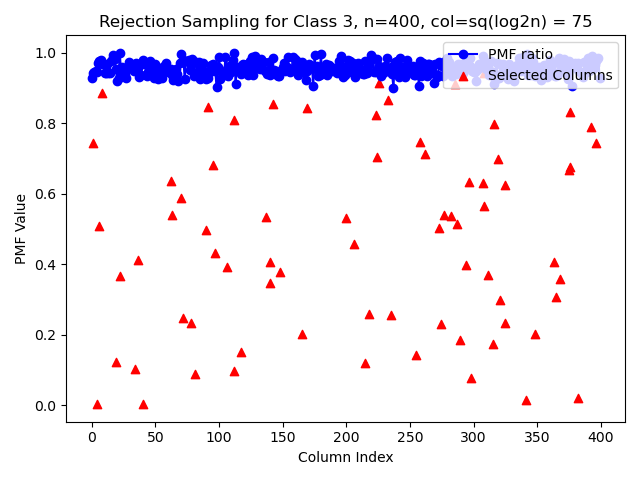 Rejection Sampling for Class 3, n=400, col=sq(log2n) = 75
PMF ratio
Selected Columns
PMF Value
1.0
0.8
0.6
0.4
0.2
0.0
0 50 100 150 200 250 300 350 400
Column Index